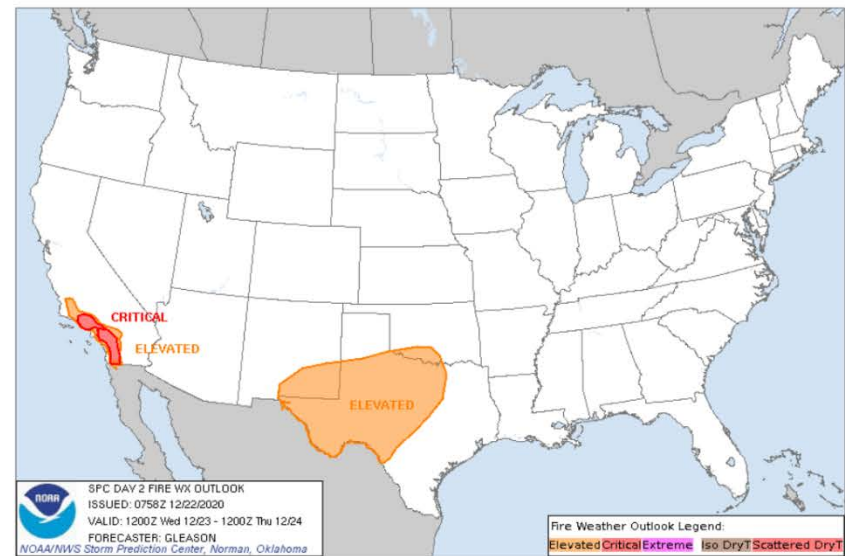 CRITICAL
ELEVATED
ELEVATED
NOAA
SPC DAY 2 FIRE WX OUTLOOK
ISSUED: 0758Z 12/22/2020
VALID: 1200Z Wed 12/23 - 1200Z Thu 12/24
FORECASTER: GLEASON
NOAA/NWS Storm Prediction Center, Norman, Oklahoma
Fire Weather Outlook Legend:
Elevated Critical Extreme Iso DryT Scattered DryT